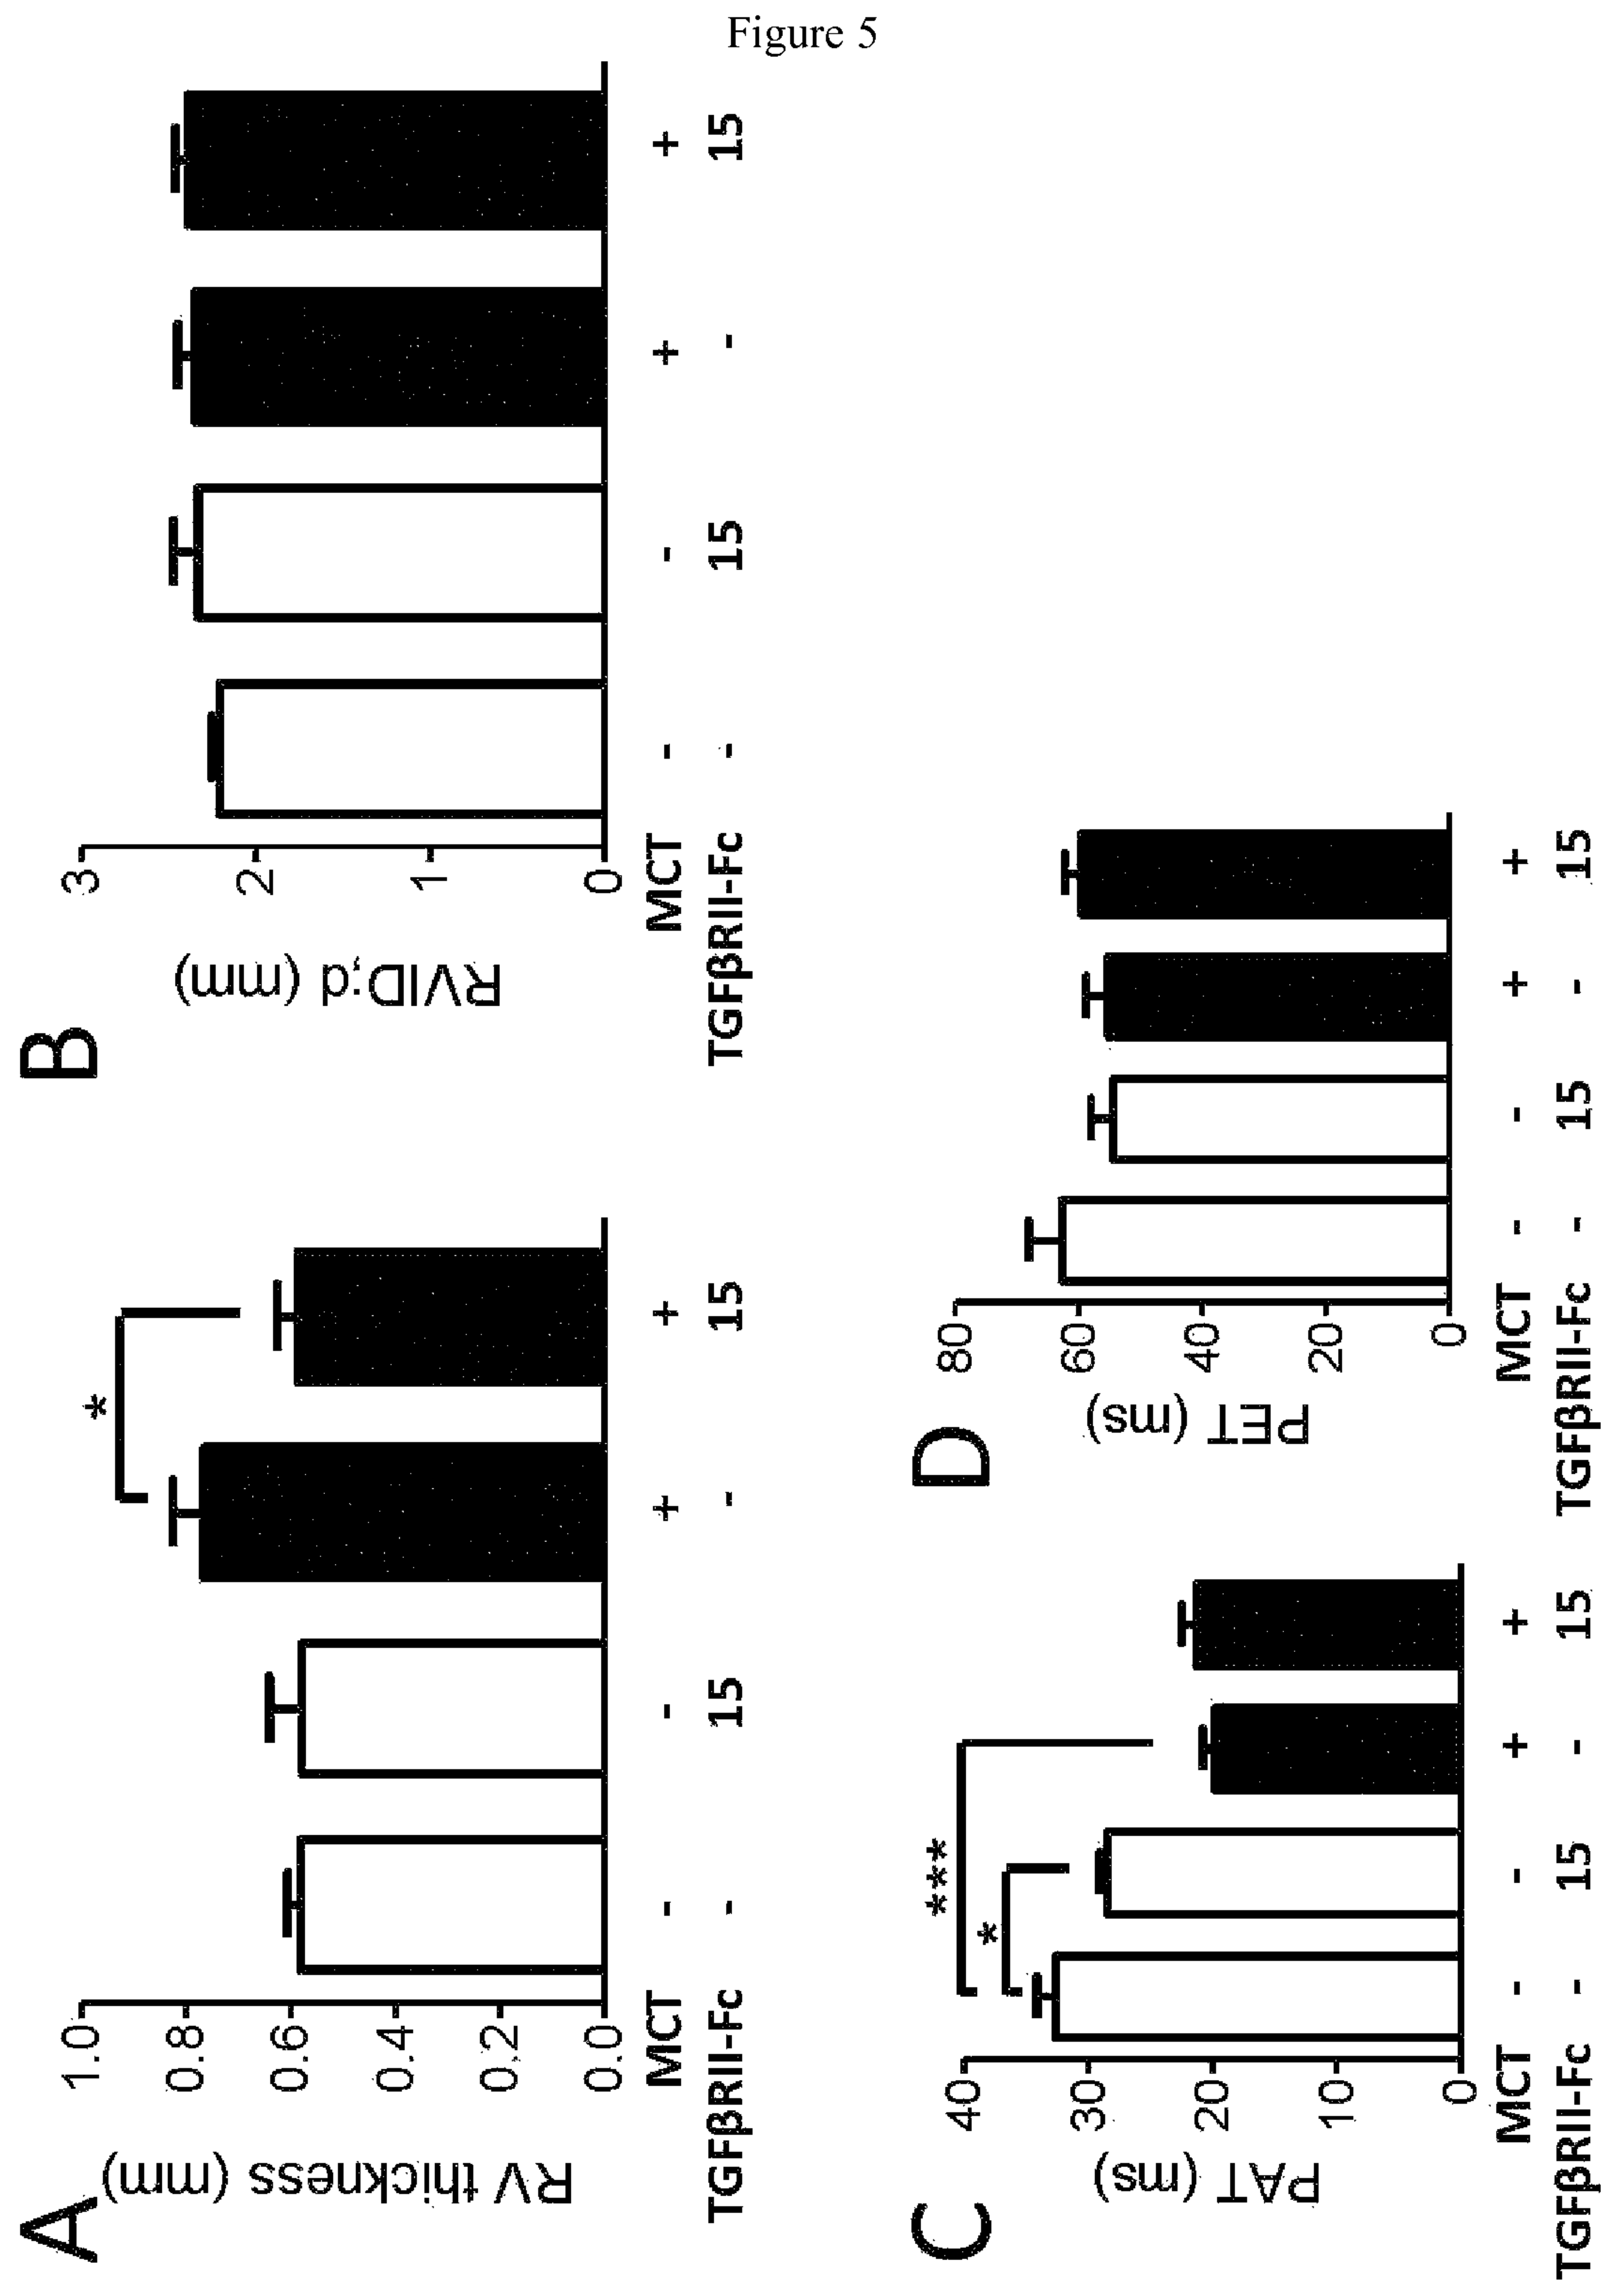 Figure 5
A
RV thickness (mm)
1.0
0.8
0.6
0.4
0.2
0.0
*
MCT - - + +
TGFβRII-Fc - 15 - 15
B
RVID;d (mm)
3
2
1
0
MCT - - + +
TGFβRII-Fc - 15 - 15
C
PAT (ms)
40
30
20
10
0
***
*
MCT - - + +
TGFβRII-Fc - 15 - 15
D
PET (ms)
80
60
40
20
0
MCT - - + +
TGFβRII-Fc - 15 - 15